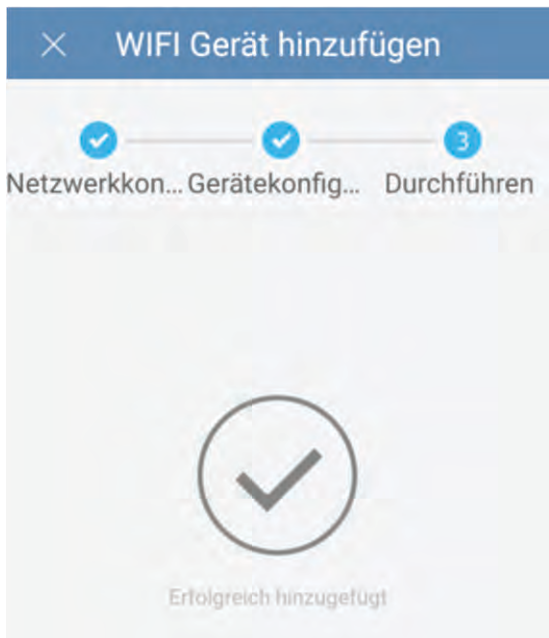 WIFI Gerät hinzufügen
3
Netzwerkkon... Gerätekonfig... Durchführen
Erfolgreich hinzugefügt